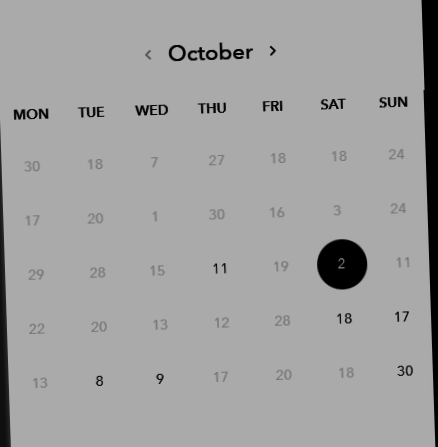 ‹ October ›
MON TUE WED THU FRI SAT SUN
30 18 7 27 18 18 24
17 20 1 30 16 3 24
29 28 15 11 19 2 11
22 20 13 12 28 18 17
13 8 9 17 20 18 30